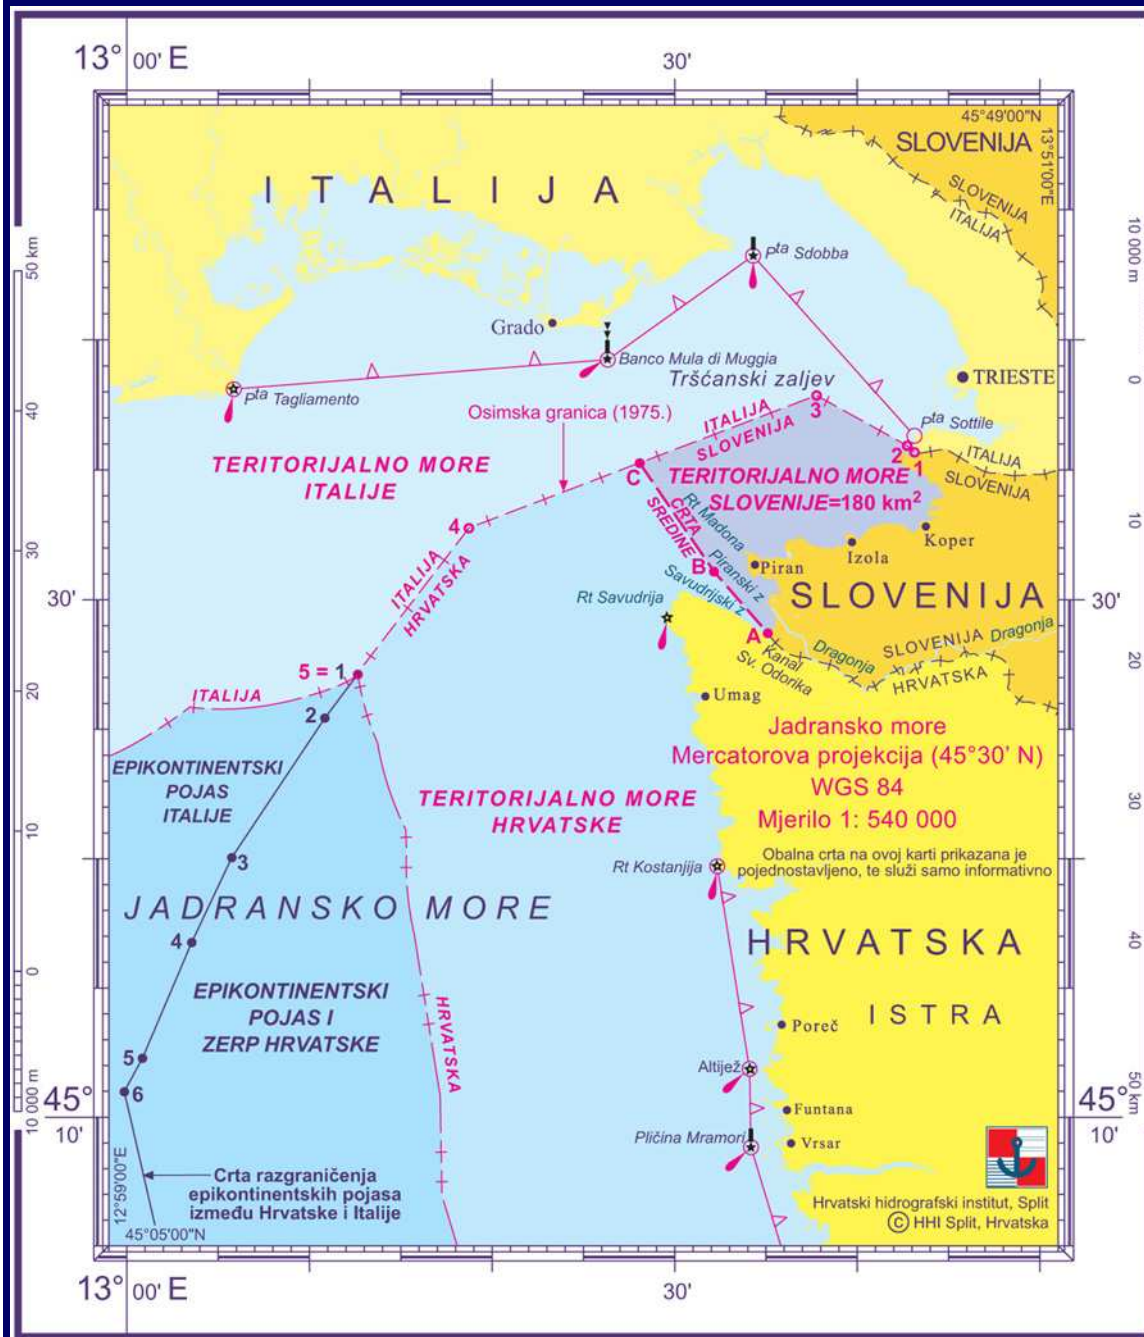 13° 00' E
30'
45°49'00"N
13°51'00"E
SLOVENIJA
SLOVENIJA
ITALIJA
ITALIJA
Pta Sdobba
Grado
Banco Mula di Muggia
Tršćanski zaljev
TRIESTE
Pta Tagliamento
Osimska granica (1975.)
ITALIJA
SLOVENIJA
3
Pta Sottile
2
1
ITALIJA
SLOVENIJA
TERITORIJALNO MORE
ITALIJE
C
TERITORIJALNO MORE
SLOVENIJE=180 km2
CRTA
SREDINE
Rt Madona
4
Koper
Izola
Piran
B
Piranski z
Savudrijski z
ITALIJA
HRVATSKA
30'
Rt Savudrija
SLOVENIJA
30'
A
Kanal
Sv. Odorika
Dragonja
SLOVENIJA
Dragonja
HRVATSKA
5 = 1
ITALIJA
2
Umag
Jadransko more
Mercatorova projekcija (45°30' N)
WGS 84
Mjerilo 1: 540 000
EPIKONTINENTSKI
POJAS
ITALIJE
TERITORIJALNO MORE
HRVATSKE
Obalna crta na ovoj karti prikazana je
pojednostavljeno, te služi samo informativno
3
Rt Kostanjija
JADRANSKO MORE
4
HRVATSKA
EPIKONTINENTSKI
POJAS I
ZERP HRVATSKE
HRVATSKA
ISTRA
Poreč
5
Altijež
6
45°
10'
45°
10'
Funtana
Pličina Mramori
Vrsar
Crta razgraničenja
epikontinentskih pojasa
između Hrvatske i Italije
12°59'00"E
45°05'00"N
Hrvatski hidrografski institut, Split
© HHI Split, Hrvatska
13° 00' E
30'
50 km
40
30
20
10
0
10 000 m
10 000 m
0
10
20
30
40
50 km